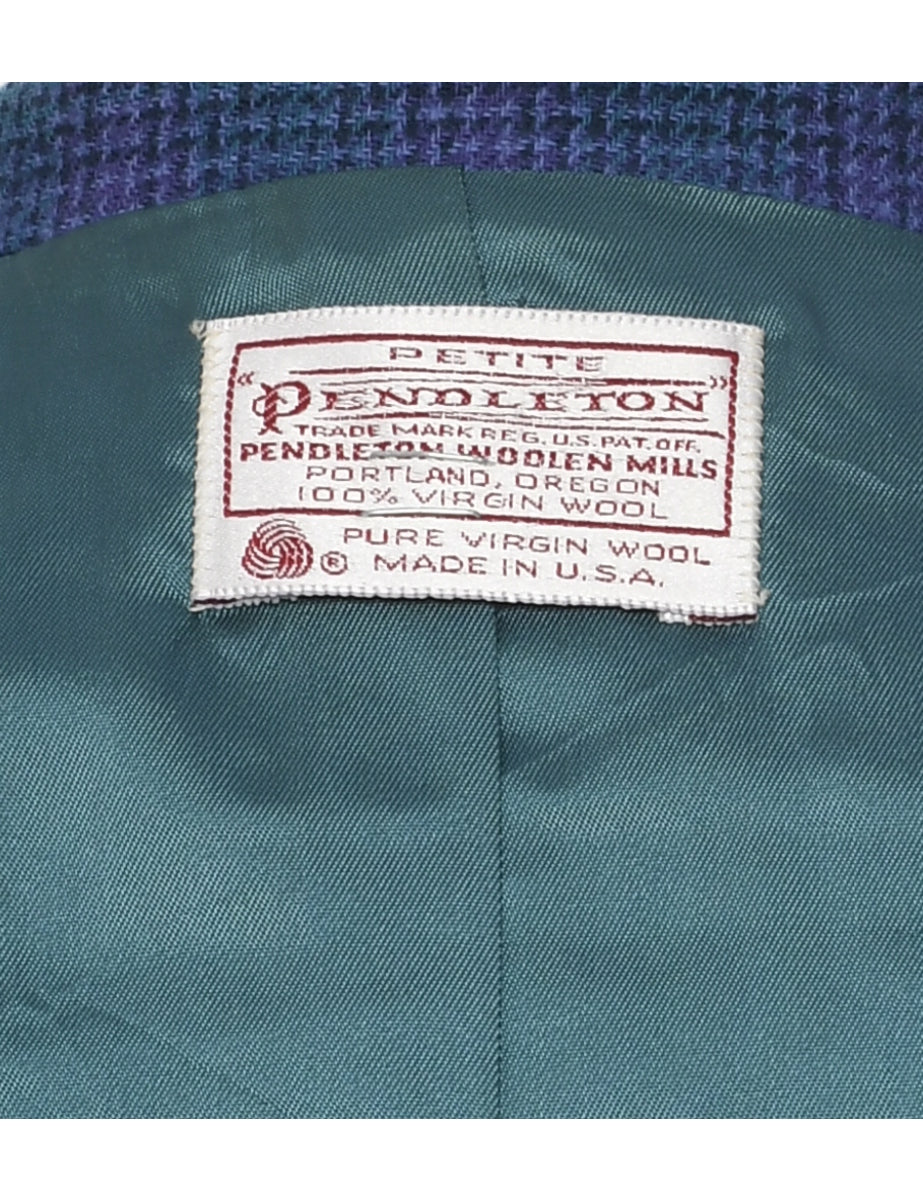 PETITE
"PENDLETON"
TRADE MARK REG. U.S. PAT. OFF.
PENDLETON WOOLEN MILLS
PORTLAND, OREGON
100% VIRGIN WOOL
PURE VIRGIN WOOL
® MADE IN U.S.A.